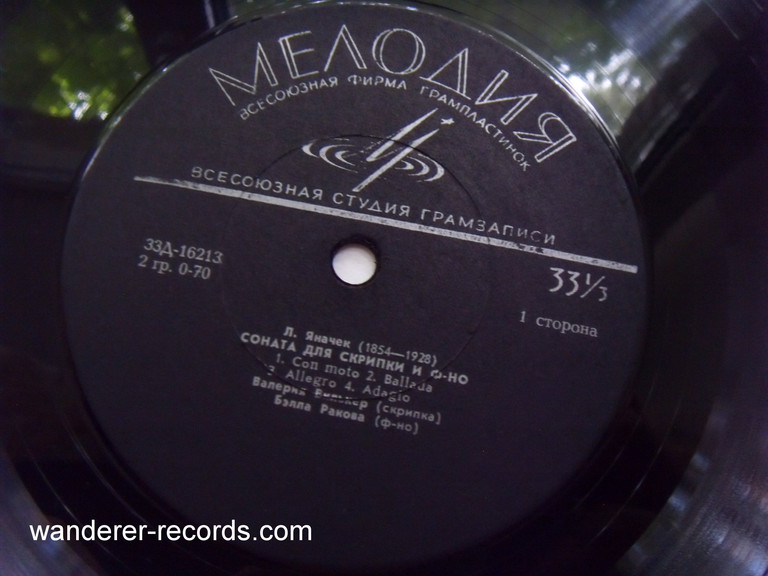 МЕЛОДИЯ
ВСЕСОЮЗНАЯ ФИРМА ГРАМПЛАСТИНОК
ВСЕСОЮЗНАЯ СТУДИЯ ГРАМЗАПИСИ
33Д-16213
2 гр. 0-70
33⅓
1 сторона
Л. Яначек (1854—1928)
СОНАТА ДЛЯ СКРИПКИ И Ф-НО
1. Con moto 2. Ballada
3. Allegro 4. Adagio
Валерий (скрипка)
Бэлла Ракова (ф-но)
wanderer-records.com